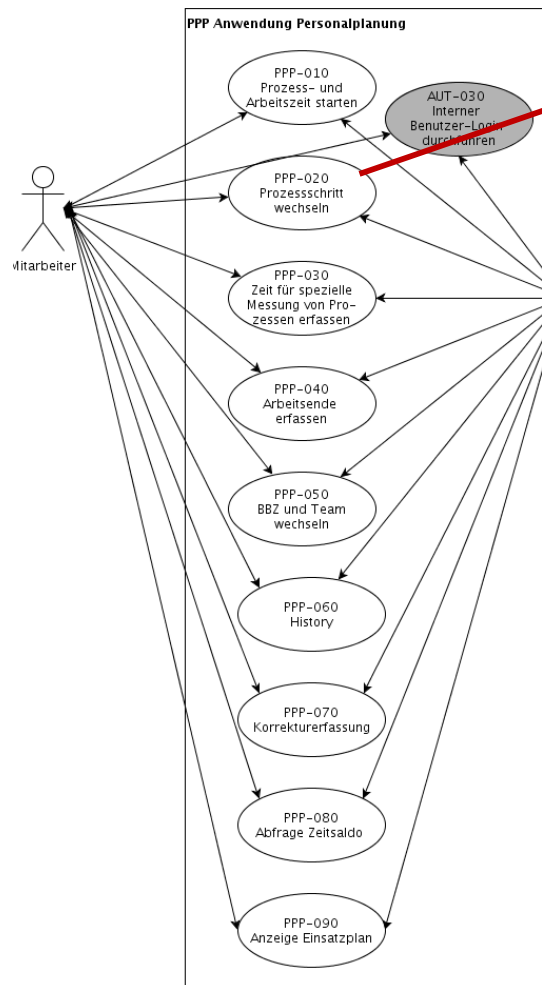 PPP Anwendung Personalplanung
PPP-010
Prozess- und
Arbeitszeit starten
AUT-030
Interner
Benutzer-Login
durchführen
PPP-020
Prozessschritt
wechseln
Mitarbeiter
PPP-030
Zeit für spezielle
Messung von Pro-
zessen erfassen
PPP-040
Arbeitsende
erfassen
PPP-050
BBZ und Team
wechseln
PPP-060
History
PPP-070
Korrekturerfassung
PPP-080
Abfrage Zeitsaldo
PPP-090
Anzeige Einsatzplan